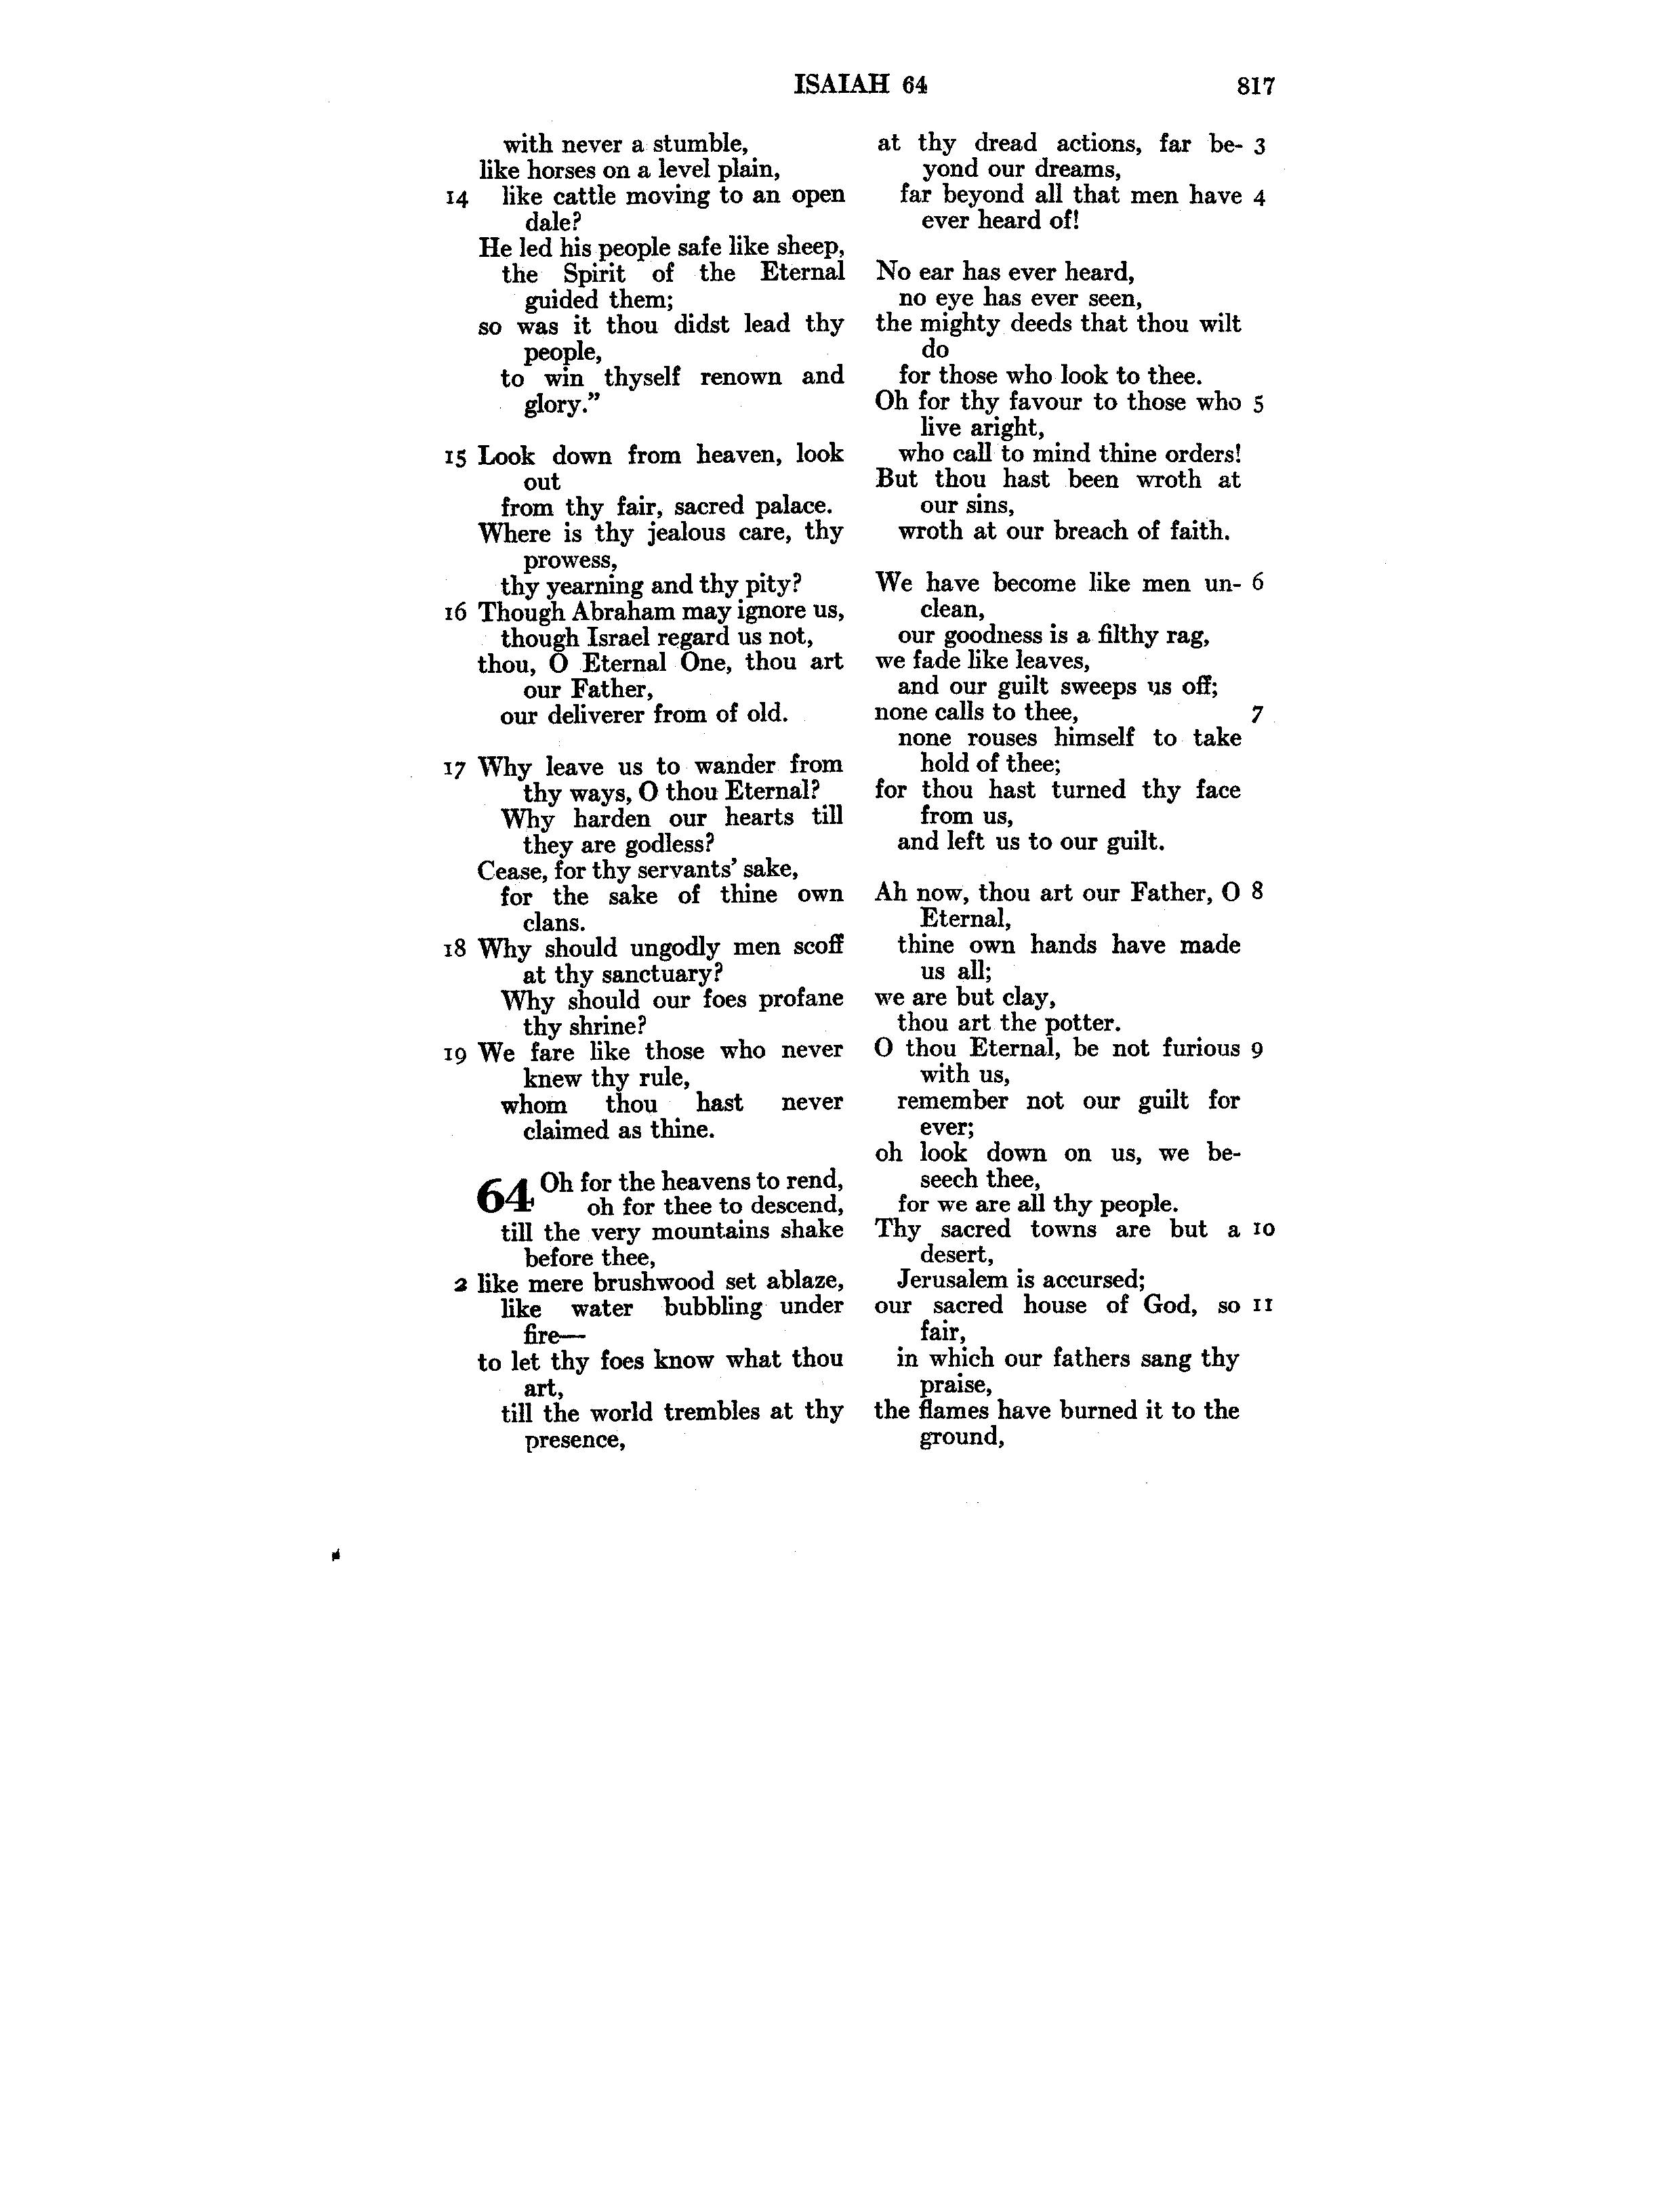 ISAIAH 64 817
with never a stumble,
like horses on a level plain,
14 like cattle moving to an open
dale?
He led his people safe like sheep,
the Spirit of the Eternal
guided them;
so was it thou didst lead thy
people,
to win thyself renown and
glory.”
15 Look down from heaven, look
out
from thy fair, sacred palace.
Where is thy jealous care, thy
prowess,
thy yearning and thy pity?
16 Though Abraham may ignore us,
though Israel regard us not,
thou, O Eternal One, thou art
our Father,
our deliverer from of old.
17 Why leave us to wander from
thy ways, O thou Eternal?
Why harden our hearts till
they are godless?
Cease, for thy servants’ sake,
for the sake of thine own
clans.
18 Why should ungodly men scoff
at thy sanctuary?
Why should our foes profane
thy shrine?
19 We fare like those who never
knew thy rule,
whom thou hast never
claimed as thine.
64 Oh for the heavens to rend,
oh for thee to descend,
till the very mountains shake
before thee,
2 like mere brushwood set ablaze,
like water bubbling under
fire—
to let thy foes know what thou
art,
till the world trembles at thy
presence,
at thy dread actions, far be- 3
yond our dreams,
far beyond all that men have 4
ever heard of!
No ear has ever heard,
no eye has ever seen,
the mighty deeds that thou wilt
do
for those who look to thee.
Oh for thy favour to those who 5
live aright,
who call to mind thine orders!
But thou hast been wroth at
our sins,
wroth at our breach of faith.
We have become like men un- 6
clean,
our goodness is a filthy rag,
we fade like leaves,
and our guilt sweeps us off;
none calls to thee, 7
none rouses himself to take
hold of thee;
for thou hast turned thy face
from us,
and left us to our guilt.
Ah now, thou art our Father, O 8
Eternal,
thine own hands have made
us all;
we are but clay,
thou art the potter.
O thou Eternal, be not furious 9
with us,
remember not our guilt for
ever;
oh look down on us, we be-
seech thee,
for we are all thy people.
Thy sacred towns are but a 10
desert,
Jerusalem is accursed;
our sacred house of God, so 11
fair,
in which our fathers sang thy
praise,
the flames have burned it to the
ground,